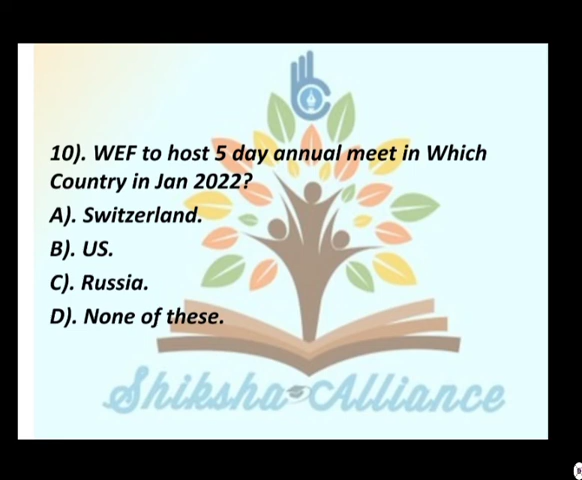 10). WEF to host 5 day annual meet in Which
Country in Jan 2022?
A). Switzerland.
B). US.
C). Russia.
D). None of these.
Shiksha Alliance